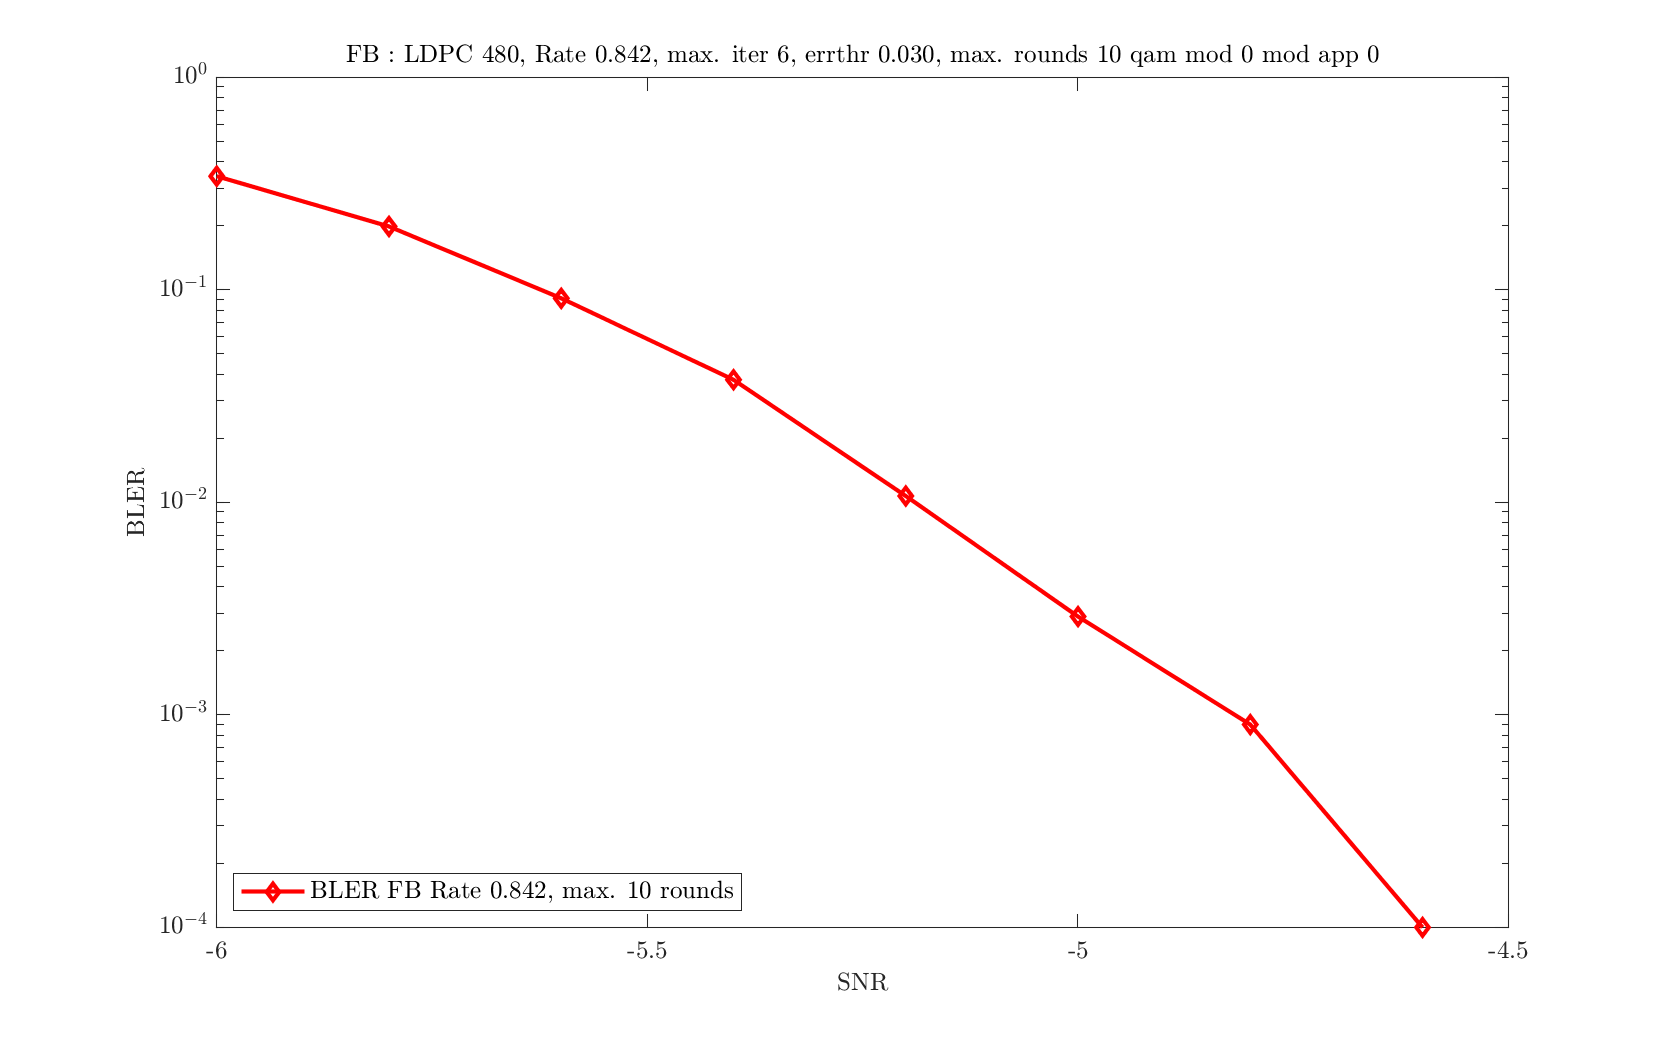 FB : LDPC 480, Rate 0.842, max. iter 6, errthr 0.030, max. rounds 10 qam mod 0 mod app 0
10^0
10^-1
10^-2
10^-3
10^-4
BLER
BLER FB Rate 0.842, max. 10 rounds
-6 -5.5 -5 -4.5
SNR